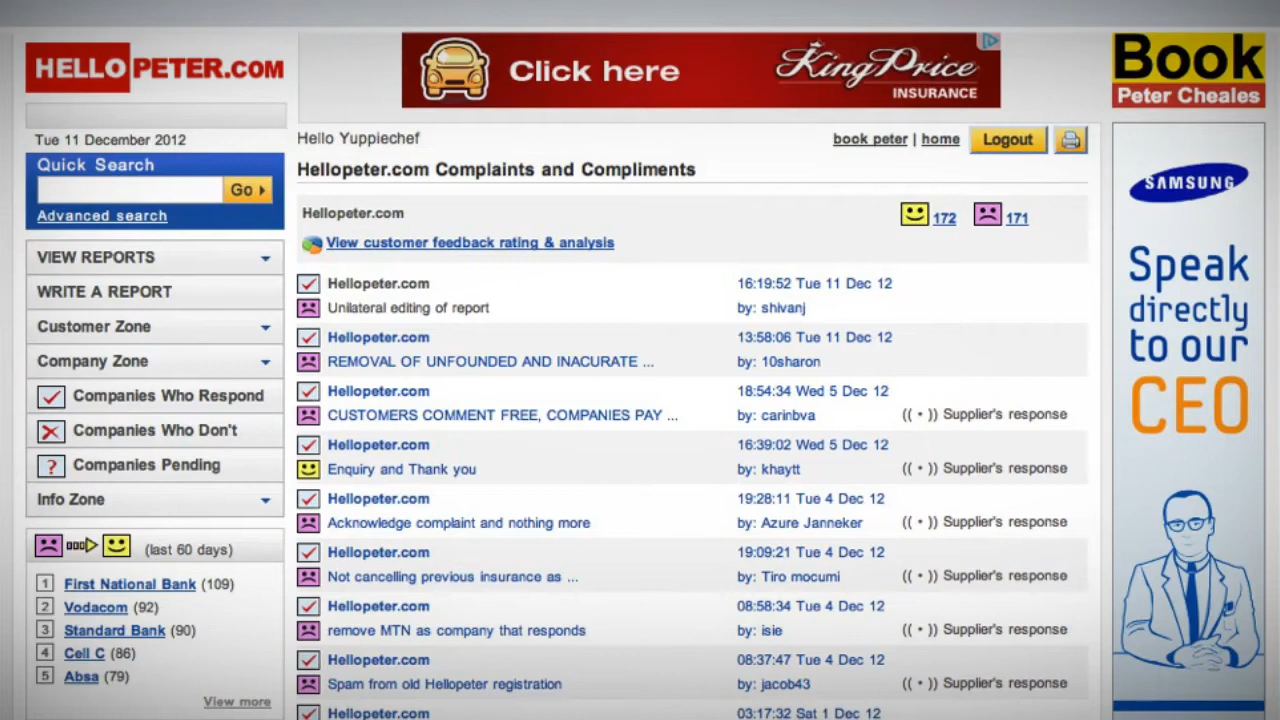 HELLOPETER.COM
Click here
KingPrice
INSURANCE
Book
Peter Cheales
Tue 11 December 2012
Quick Search
Go
Advanced search
VIEW REPORTS
WRITE A REPORT
Customer Zone
Company Zone
Companies Who Respond
Companies Who Don't
? Companies Pending
Info Zone
(last 60 days)
1 First National Bank (109)
2 Vodacom (92)
3 Standard Bank (90)
4 Cell C (86)
5 Absa (79)
View more
Hello Yuppiechef
book peter | home Logout
Hellopeter.com Complaints and Compliments
Hellopeter.com 172 171
View customer feedback rating & analysis
Hellopeter.com 16:19:52 Tue 11 Dec 12
Unilateral editing of report by: shivanj
Hellopeter.com 13:58:06 Tue 11 Dec 12
REMOVAL OF UNFOUNDED AND INACURATE ... by: 10sharon
Hellopeter.com 18:54:34 Wed 5 Dec 12
CUSTOMERS COMMENT FREE, COMPANIES PAY ... by: carinbva (( • )) Supplier's response
Hellopeter.com 16:39:02 Wed 5 Dec 12
Enquiry and Thank you by: khaytt (( • )) Supplier's response
Hellopeter.com 19:28:11 Tue 4 Dec 12
Acknowledge complaint and nothing more by: Azure Janneker (( • )) Supplier's response
Hellopeter.com 19:09:21 Tue 4 Dec 12
Not cancelling previous insurance as ... by: Tiro mocumi (( • )) Supplier's response
Hellopeter.com 08:58:34 Tue 4 Dec 12
remove MTN as company that responds by: isie (( • )) Supplier's response
Hellopeter.com 08:37:47 Tue 4 Dec 12
Spam from old Hellopeter registration by: jacob43 (( • )) Supplier's response
Hellopeter.com 03:17:32 Sat 1 Dec 12
SAMSUNG
Speak
directly
to our
CEO